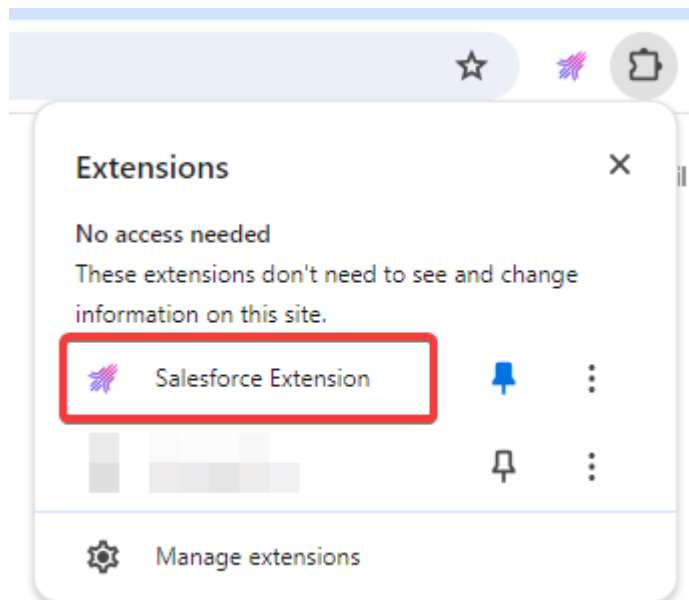 Extensions
No access needed
These extensions don't need to see and change
information on this site.
Salesforce Extension
Manage extensions